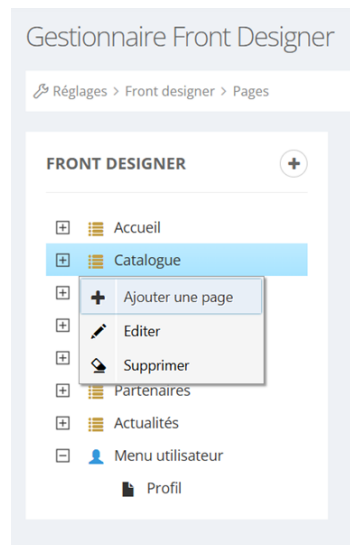 Gestionnaire Front Designer
Réglages > Front designer > Pages
FRONT DESIGNER
Accueil
Catalogue
Ajouter une page
Editer
Supprimer
Partenaires
Actualités
Menu utilisateur
Profil